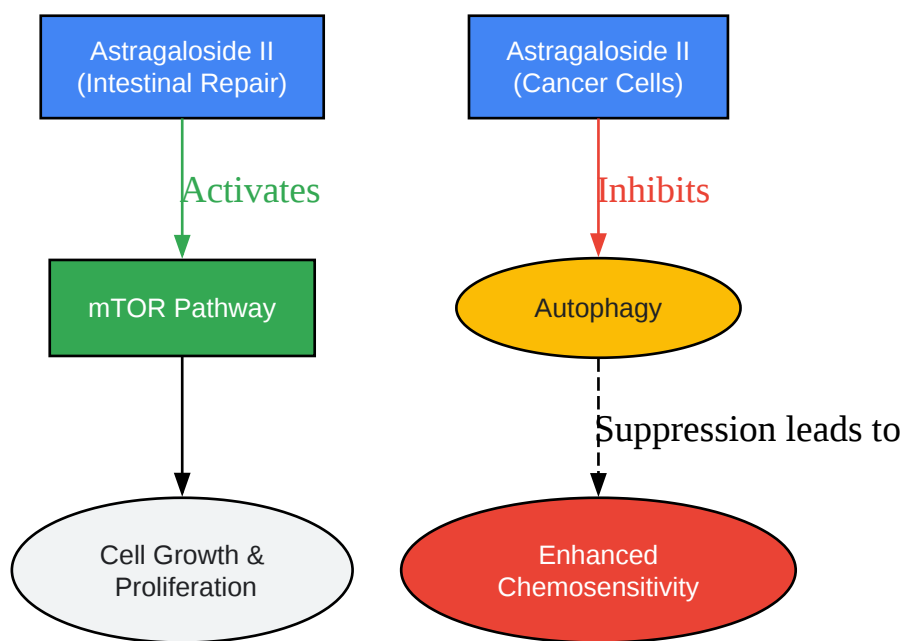 Astragaloside II
(Intestinal Repair)
Astragaloside II
(Cancer Cells)
Activates
Inhibits
mTOR Pathway
Autophagy
Suppression leads to
Cell Growth &
Proliferation
Enhanced
Chemosensitivity